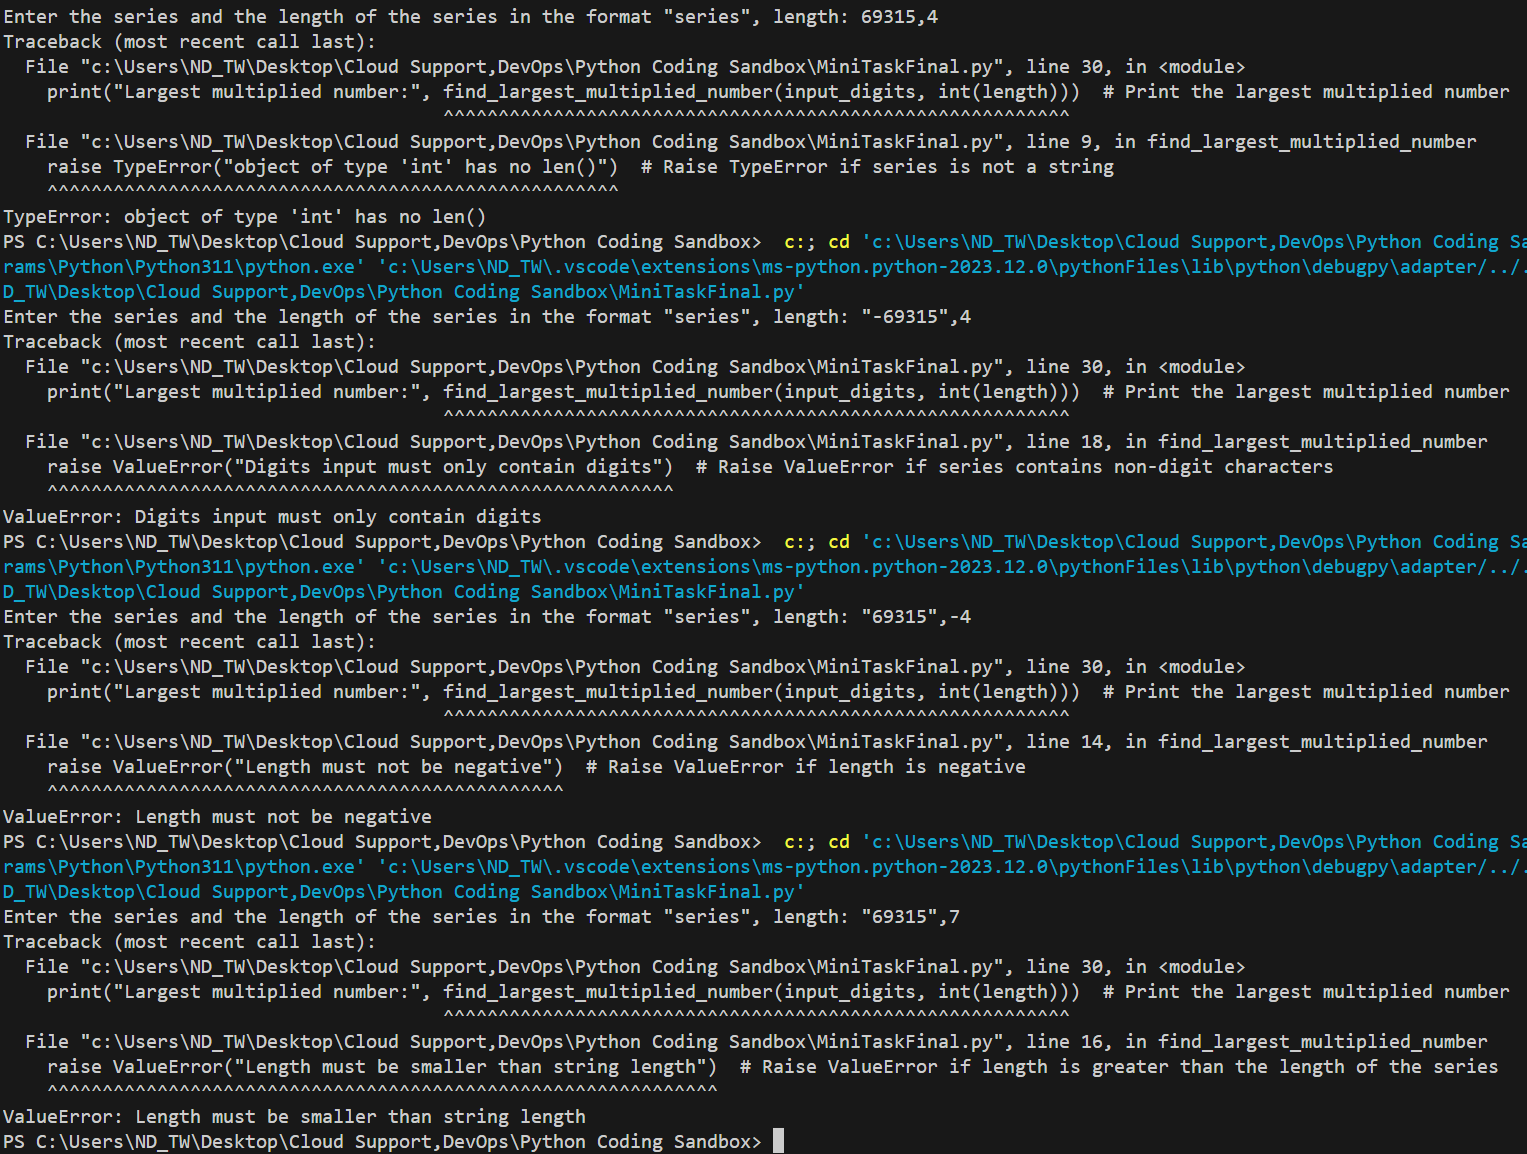 Enter the series and the length of the series in the format "series", length: 69315,4
Traceback (most recent call last):
  File "c:\Users\ND_TW\Desktop\Cloud Support,DevOps\Python Coding Sandbox\MiniTaskFinal.py", line 30, in <module>
    print("Largest multiplied number:", find_largest_multiplied_number(input_digits, int(length)))  # Print the largest multiplied number
                                        ^^^^^^^^^^^^^^^^^^^^^^^^^^^^^^^^^^^^^^^^^^^^^^^^^^^^^^^^^
  File "c:\Users\ND_TW\Desktop\Cloud Support,DevOps\Python Coding Sandbox\MiniTaskFinal.py", line 9, in find_largest_multiplied_number
    raise TypeError("object of type 'int' has no len()")  # Raise TypeError if series is not a string
    ^^^^^^^^^^^^^^^^^^^^^^^^^^^^^^^^^^^^^^^^^^^^^^^^^^^^
TypeError: object of type 'int' has no len()
PS C:\Users\ND_TW\Desktop\Cloud Support,DevOps\Python Coding Sandbox>  c:; cd 'c:\Users\ND_TW\Desktop\Cloud Support,DevOps\Python Coding Sa
rams\Python\Python311\python.exe' 'c:\Users\ND_TW\.vscode\extensions\ms-python.python-2023.12.0\pythonFiles\lib\python\debugpy\adapter/../.
D_TW\Desktop\Cloud Support,DevOps\Python Coding Sandbox\MiniTaskFinal.py'
Enter the series and the length of the series in the format "series", length: "-69315",4
Traceback (most recent call last):
  File "c:\Users\ND_TW\Desktop\Cloud Support,DevOps\Python Coding Sandbox\MiniTaskFinal.py", line 30, in <module>
    print("Largest multiplied number:", find_largest_multiplied_number(input_digits, int(length)))  # Print the largest multiplied number
                                        ^^^^^^^^^^^^^^^^^^^^^^^^^^^^^^^^^^^^^^^^^^^^^^^^^^^^^^^^^
  File "c:\Users\ND_TW\Desktop\Cloud Support,DevOps\Python Coding Sandbox\MiniTaskFinal.py", line 18, in find_largest_multiplied_number
    raise ValueError("Digits input must only contain digits")  # Raise ValueError if series contains non-digit characters
    ^^^^^^^^^^^^^^^^^^^^^^^^^^^^^^^^^^^^^^^^^^^^^^^^^^^^^^^^^
ValueError: Digits input must only contain digits
PS C:\Users\ND_TW\Desktop\Cloud Support,DevOps\Python Coding Sandbox>  c:; cd 'c:\Users\ND_TW\Desktop\Cloud Support,DevOps\Python Coding Sa
rams\Python\Python311\python.exe' 'c:\Users\ND_TW\.vscode\extensions\ms-python.python-2023.12.0\pythonFiles\lib\python\debugpy\adapter/../.
D_TW\Desktop\Cloud Support,DevOps\Python Coding Sandbox\MiniTaskFinal.py'
Enter the series and the length of the series in the format "series", length: "69315",-4
Traceback (most recent call last):
  File "c:\Users\ND_TW\Desktop\Cloud Support,DevOps\Python Coding Sandbox\MiniTaskFinal.py", line 30, in <module>
    print("Largest multiplied number:", find_largest_multiplied_number(input_digits, int(length)))  # Print the largest multiplied number
                                        ^^^^^^^^^^^^^^^^^^^^^^^^^^^^^^^^^^^^^^^^^^^^^^^^^^^^^^^^^
  File "c:\Users\ND_TW\Desktop\Cloud Support,DevOps\Python Coding Sandbox\MiniTaskFinal.py", line 14, in find_largest_multiplied_number
    raise ValueError("Length must not be negative")  # Raise ValueError if length is negative
    ^^^^^^^^^^^^^^^^^^^^^^^^^^^^^^^^^^^^^^^^^^^^^^^
ValueError: Length must not be negative
PS C:\Users\ND_TW\Desktop\Cloud Support,DevOps\Python Coding Sandbox>  c:; cd 'c:\Users\ND_TW\Desktop\Cloud Support,DevOps\Python Coding Sa
rams\Python\Python311\python.exe' 'c:\Users\ND_TW\.vscode\extensions\ms-python.python-2023.12.0\pythonFiles\lib\python\debugpy\adapter/../.
D_TW\Desktop\Cloud Support,DevOps\Python Coding Sandbox\MiniTaskFinal.py'
Enter the series and the length of the series in the format "series", length: "69315",7
Traceback (most recent call last):
  File "c:\Users\ND_TW\Desktop\Cloud Support,DevOps\Python Coding Sandbox\MiniTaskFinal.py", line 30, in <module>
    print("Largest multiplied number:", find_largest_multiplied_number(input_digits, int(length)))  # Print the largest multiplied number
                                        ^^^^^^^^^^^^^^^^^^^^^^^^^^^^^^^^^^^^^^^^^^^^^^^^^^^^^^^^^
  File "c:\Users\ND_TW\Desktop\Cloud Support,DevOps\Python Coding Sandbox\MiniTaskFinal.py", line 16, in find_largest_multiplied_number
    raise ValueError("Length must be smaller than string length")  # Raise ValueError if length is greater than the length of the series
    ^^^^^^^^^^^^^^^^^^^^^^^^^^^^^^^^^^^^^^^^^^^^^^^^^^^^^^^^^^^^^
ValueError: Length must be smaller than string length
PS C:\Users\ND_TW\Desktop\Cloud Support,DevOps\Python Coding Sandbox>